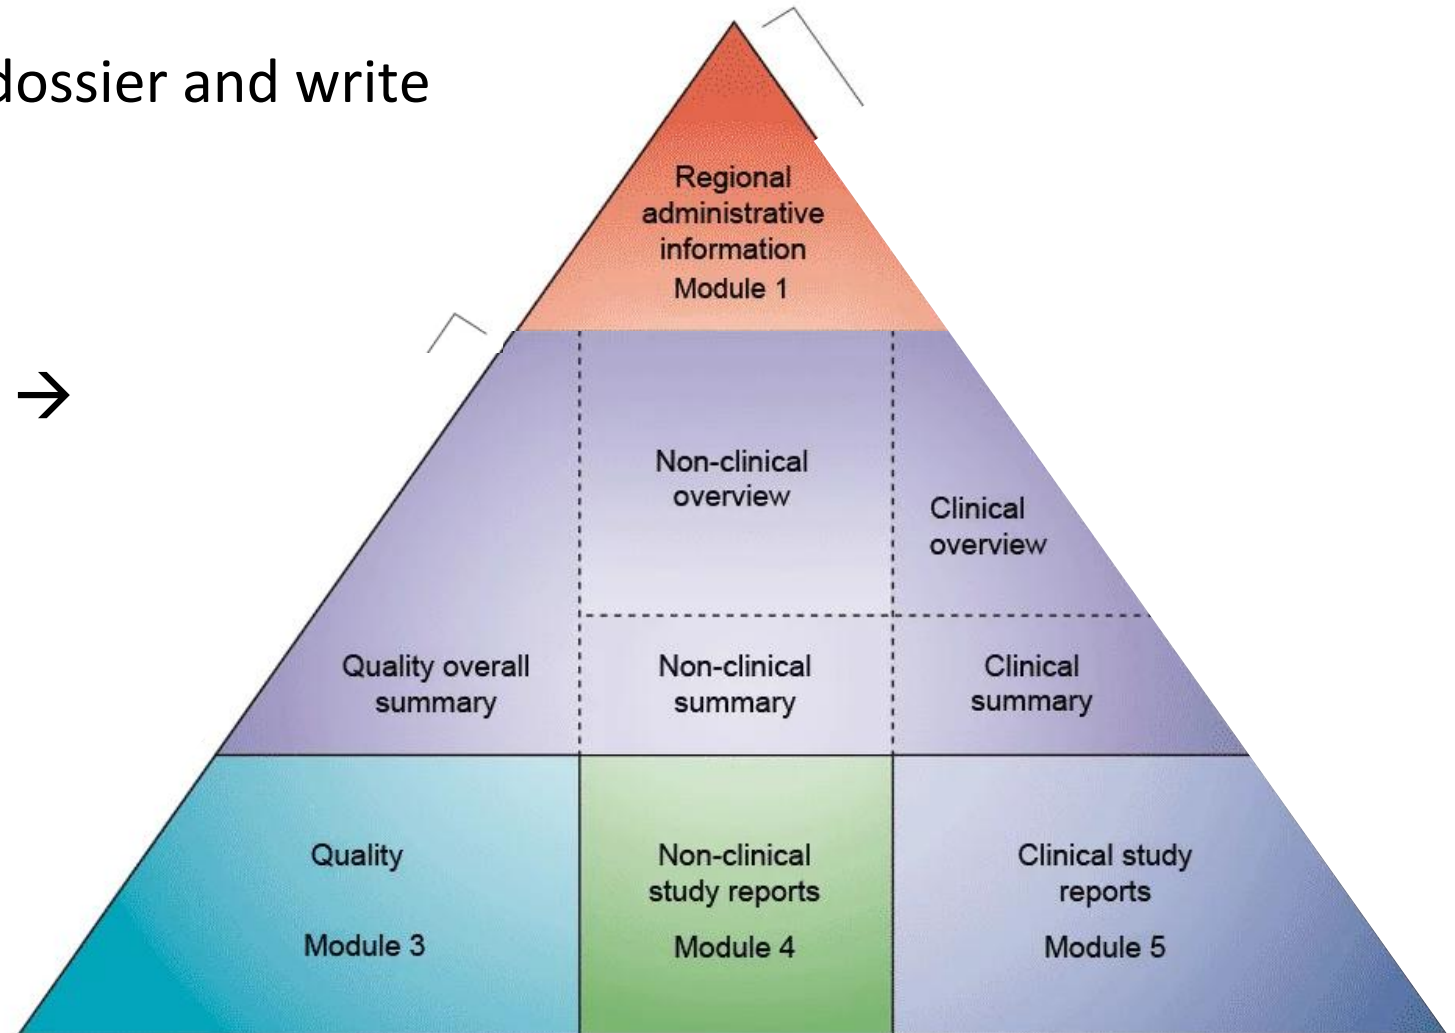 dossier and write
Regional
administrative
information
Module 1
→
Non-clinical
overview
Clinical
overview
Quality overall
summary
Non-clinical
summary
Clinical
summary
Quality
Module 3
Non-clinical
study reports
Module 4
Clinical study
reports
Module 5